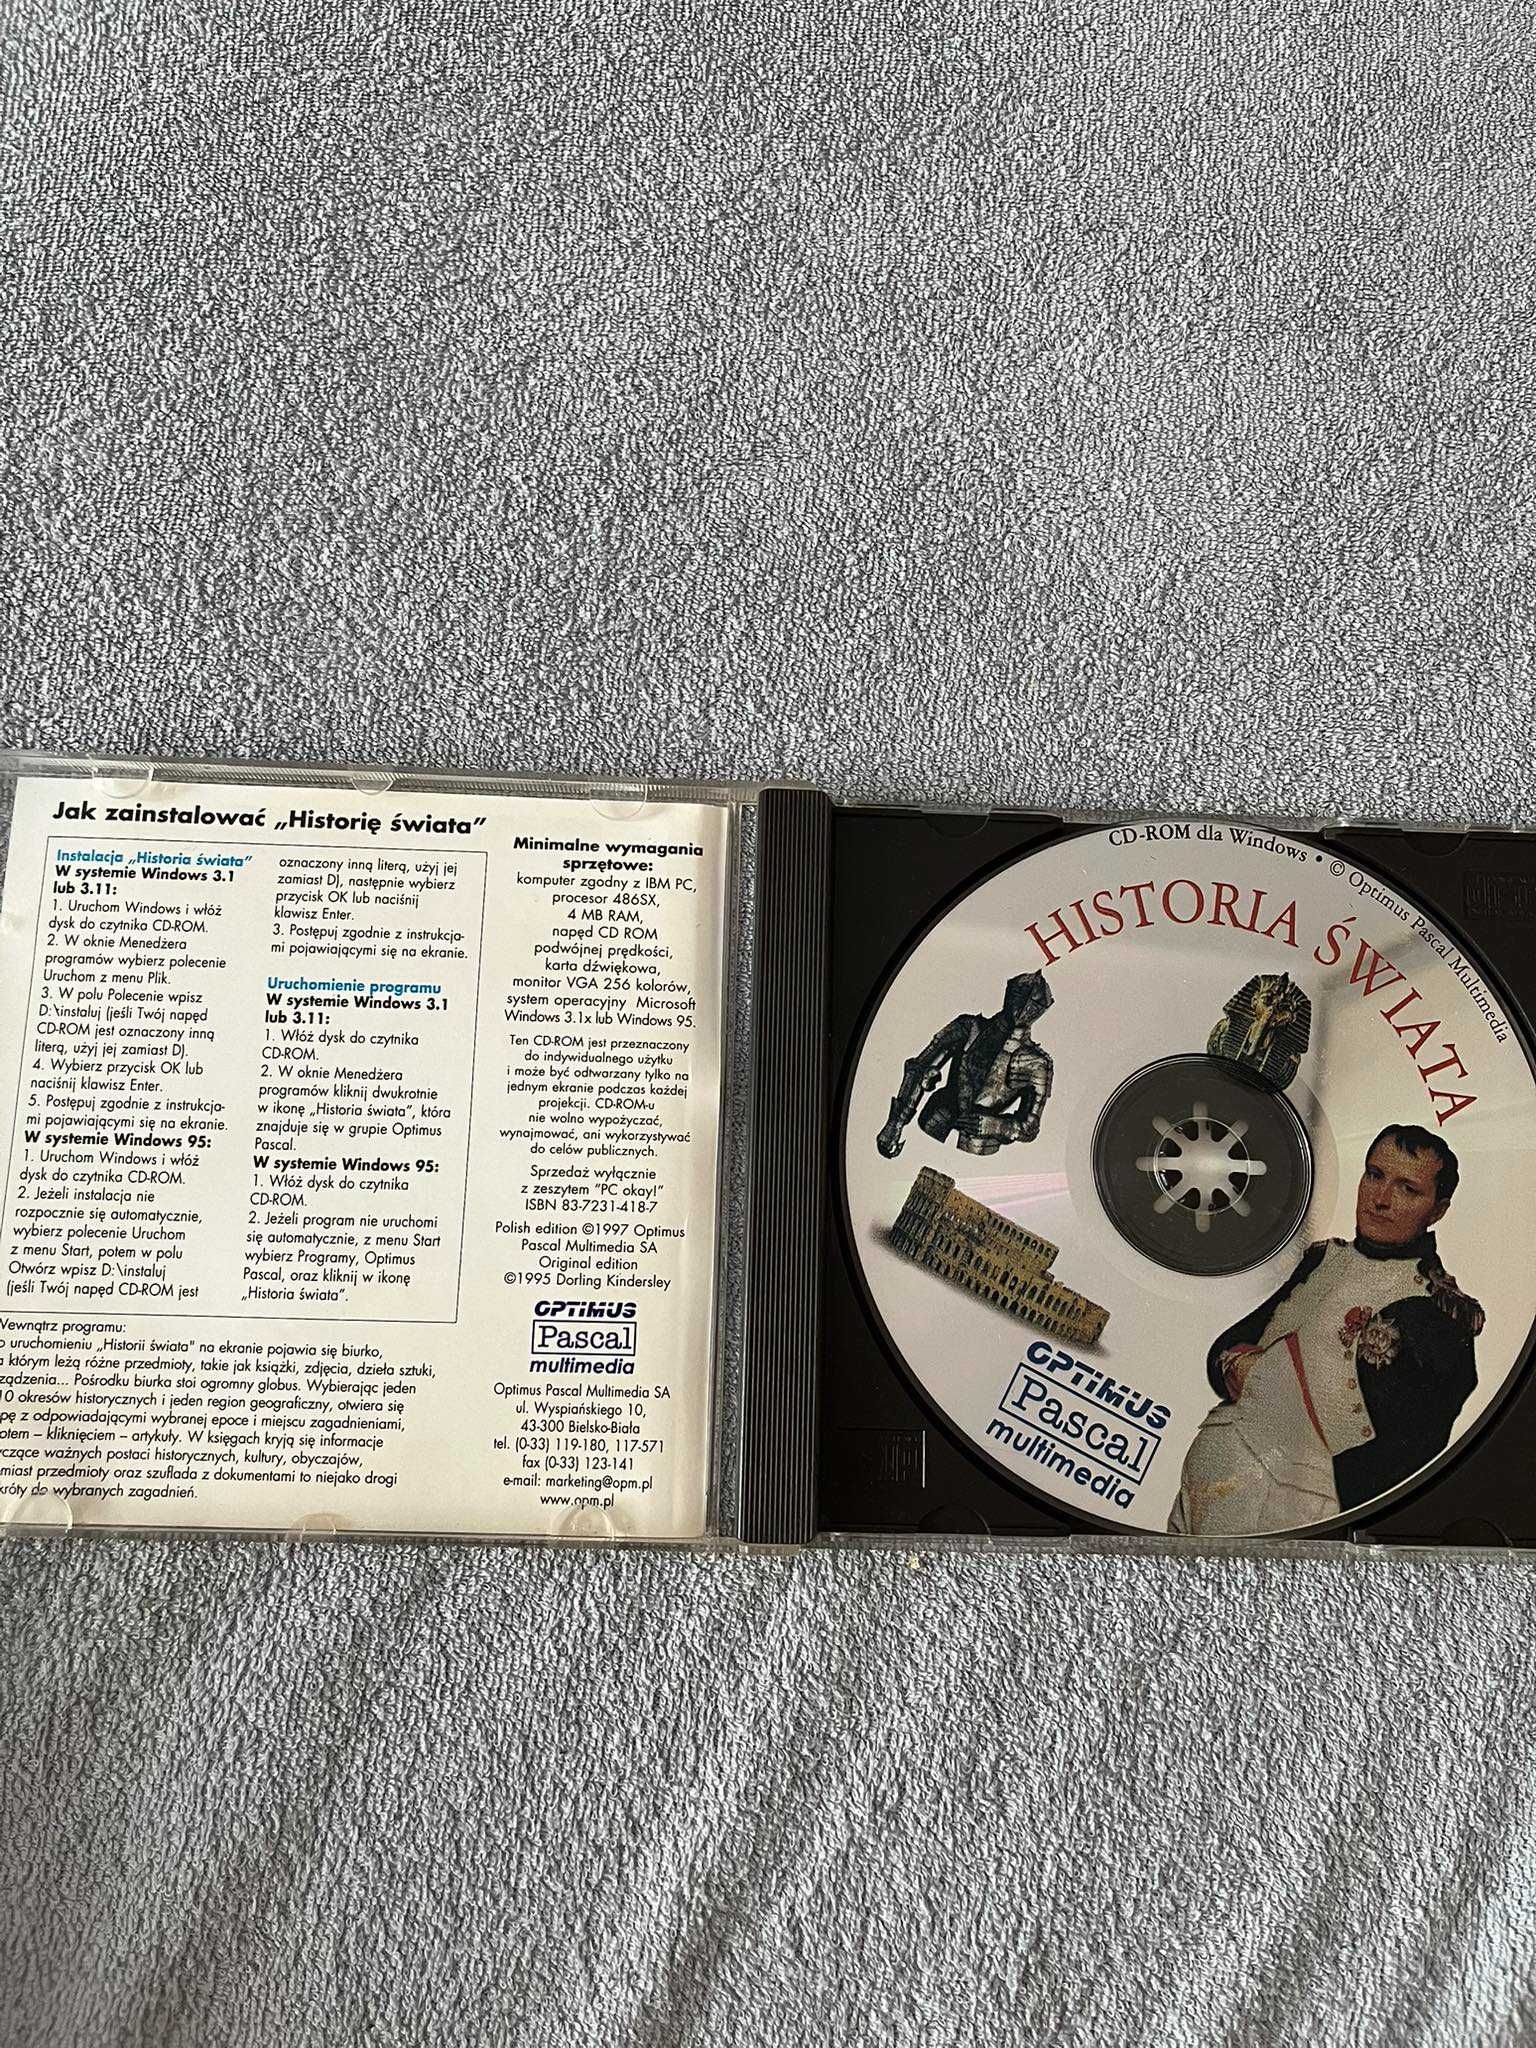 Jak zainstalować „Historię świata”
Instalacja „Historia świata”
W systemie Windows 3.1
lub 3.11:
1. Uruchom Windows i włóż
dysk do czytnika CD-ROM.
2. W oknie Menedżera
programów wybierz polecenie
Uruchom z menu Plik.
3. W polu Polecenie wpisz
D:\instaluj (jeśli Twój napęd
CD-ROM jest oznaczony inną
literą, użyj jej zamiast D).
4. Wybierz przycisk OK lub
naciśnij klawisz Enter.
5. Postępuj zgodnie z instrukcja-
mi pojawiającymi się na ekranie.
W systemie Windows 95:
1. Uruchom Windows i włóż
dysk do czytnika CD-ROM.
2. Jeżeli instalacja nie
rozpocznie się automatycznie,
wybierz polecenie Uruchom
z menu Start, potem w polu
Otwórz wpisz D:\instaluj
(jeśli Twój napęd CD-ROM jest
oznaczony inną literą, użyj jej
zamiast D), następnie wybierz
przycisk OK lub naciśnij
klawisz Enter.
3. Postępuj zgodnie z instrukcja-
mi pojawiającymi się na ekranie.
Uruchomienie programu
W systemie Windows 3.1
lub 3.11:
1. Włóż dysk do czytnika
CD-ROM.
2. W oknie Menedżera
programów kliknij dwukrotnie
w ikonę „Historia świata”, która
znajduje się w grupie Optimus
Pascal.
W systemie Windows 95:
1. Włóż dysk do czytnika
CD-ROM.
2. Jeżeli program nie uruchomi
się automatycznie, z menu Start
wybierz Programy, Optimus
Pascal, oraz kliknij w ikonę
„Historia świata”.
programu:
uruchomieniu „Historii świata" na ekranie pojawia się biurko,
którym leżą różne przedmioty, takie jak książki, zdjęcia, dzieła sztuki,
Pośrodku biurka stoi ogromny globus. Wybierając jeden
10 okresów historycznych i jeden region geograficzny, otwiera się
z odpowiadającymi wybranej epoce i miejscu zagadnieniami,
– kliknięciem – artykuły. W księgach kryją się informacje
ważnych postaci historycznych, kultury, obyczajów,
przedmioty oraz szuflada z dokumentami to niejako drogi
do wybranych zagadnień.
Minimalne wymagania
sprzętowe:
komputer zgodny z IBM PC,
procesor 486SX,
4 MB RAM,
napęd CD ROM
podwójnej prędkości,
karta dźwiękowa,
monitor VGA 256 kolorów,
system operacyjny Microsoft
Windows 3.1x lub Windows 95.
Ten CD-ROM jest przeznaczony
do indywidualnego użytku
i może być odtwarzany tylko na
jednym ekranie podczas każdej
projekcji. CD-ROM-u
nie wolno wypożyczać,
wynajmować, ani wykorzystywać
do celów publicznych.
Sprzedaż wyłącznie
z zeszytem "PC okay!"
ISBN 83-7231-418-7
Polish edition ©1997 Optimus
Pascal Multimedia SA
Original edition
©1995 Dorling Kindersley
OPTIMUS
Pascal
multimedia
Optimus Pascal Multimedia SA
ul. Wyspiańskiego 10,
43-300 Bielsko-Biała
tel. (0-33) 119-180, 117-571
fax (0-33) 123-141
e-mail: marketing@opm.pl
www.opm.pl
CD-ROM dla Windows • © Optimus Pascal Multimedia
HISTORIA ŚWIATA
OPTIMUS
Pascal
multimedia